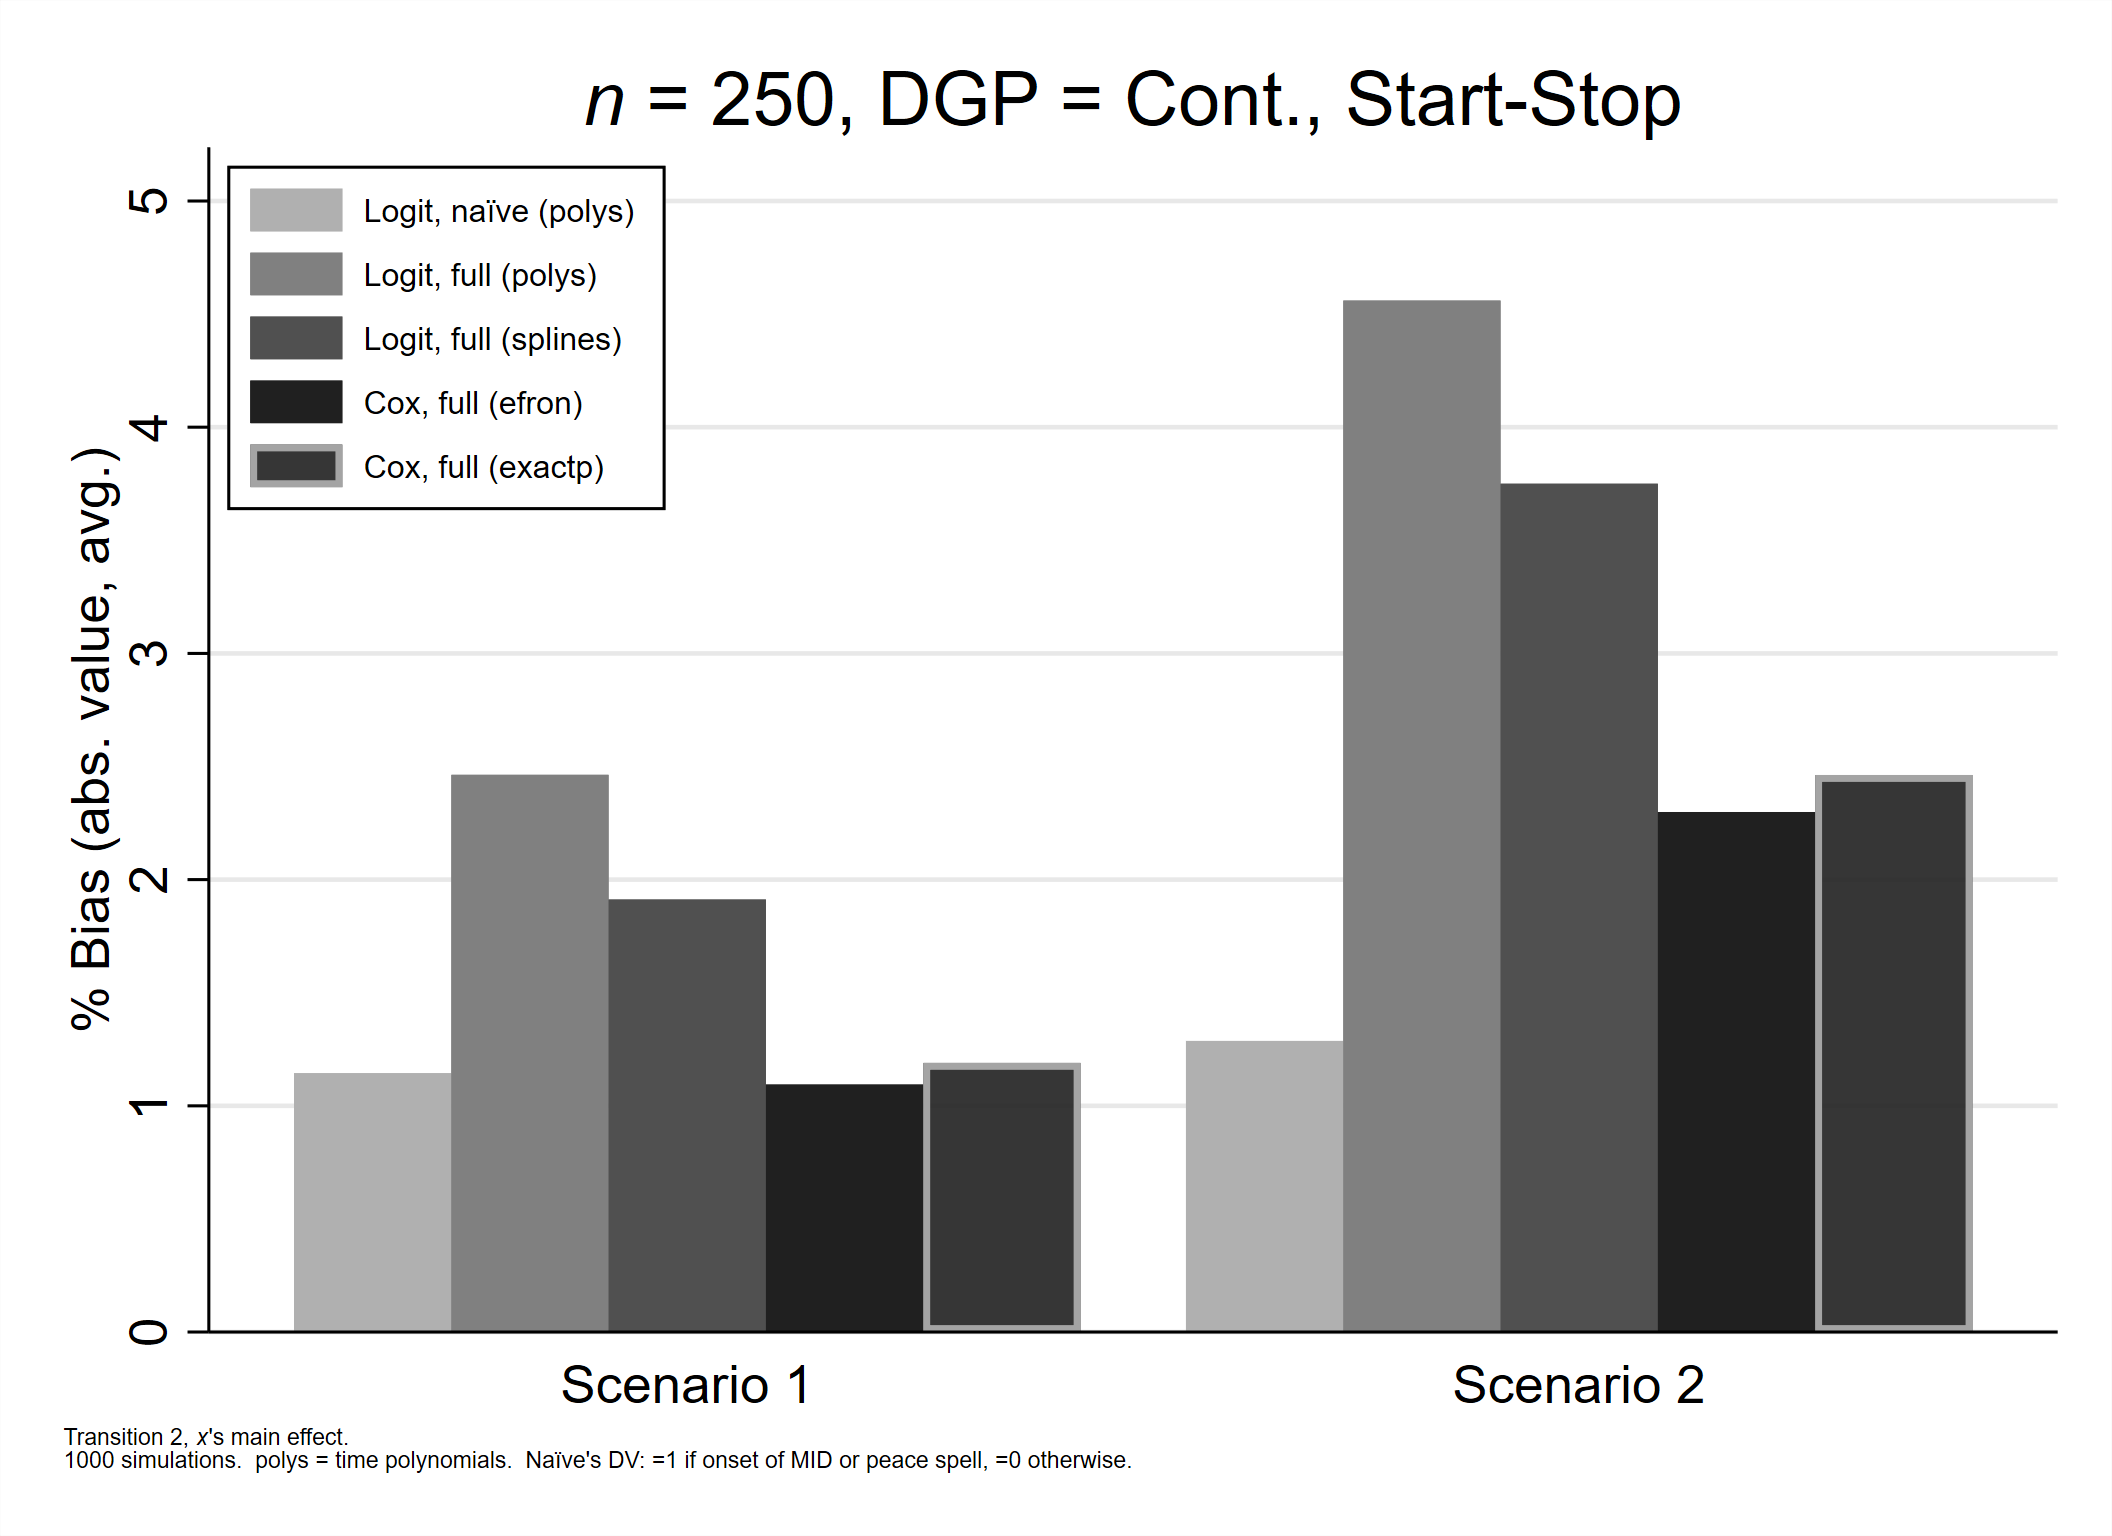 n = 250, DGP = Cont., Start-Stop
Logit, naïve (polys)
Logit, full (polys)
Logit, full (splines)
Cox, full (efron)
Cox, full (exactp)
% Bias (abs. value, avg.)
5
4
3
2
1
0
Scenario 1
Scenario 2
Transition 2, x's main effect.
1000 simulations.  polys = time polynomials.  Naïve's DV: =1 if onset of MID or peace spell, =0 otherwise.